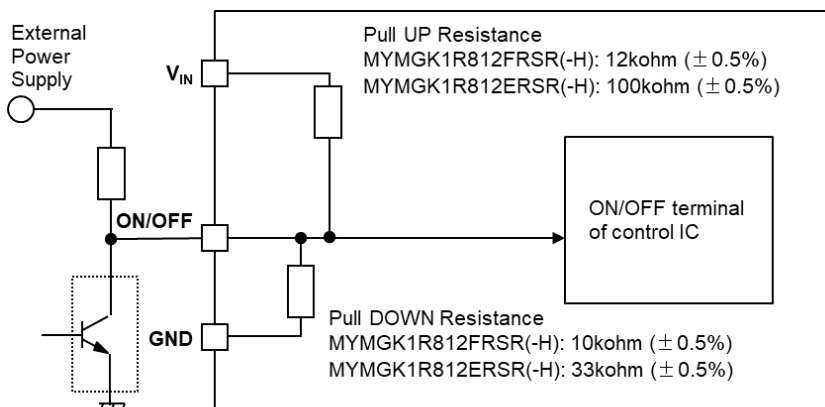 External
Power
Supply
V_IN
Pull UP Resistance
MYMGK1R812FRSR(-H): 12kohm (±0.5%)
MYMGK1R812ERSR(-H): 100kohm (±0.5%)
ON/OFF
ON/OFF terminal
of control IC
GND
Pull DOWN Resistance
MYMGK1R812FRSR(-H): 10kohm (±0.5%)
MYMGK1R812ERSR(-H): 33kohm (±0.5%)